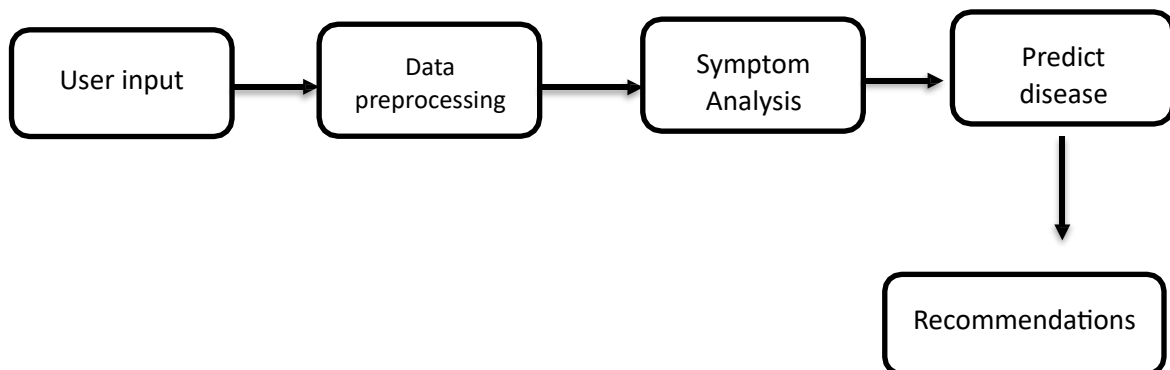 User input
Data
preprocessing
Symptom
Analysis
Predict
disease
Recommendations